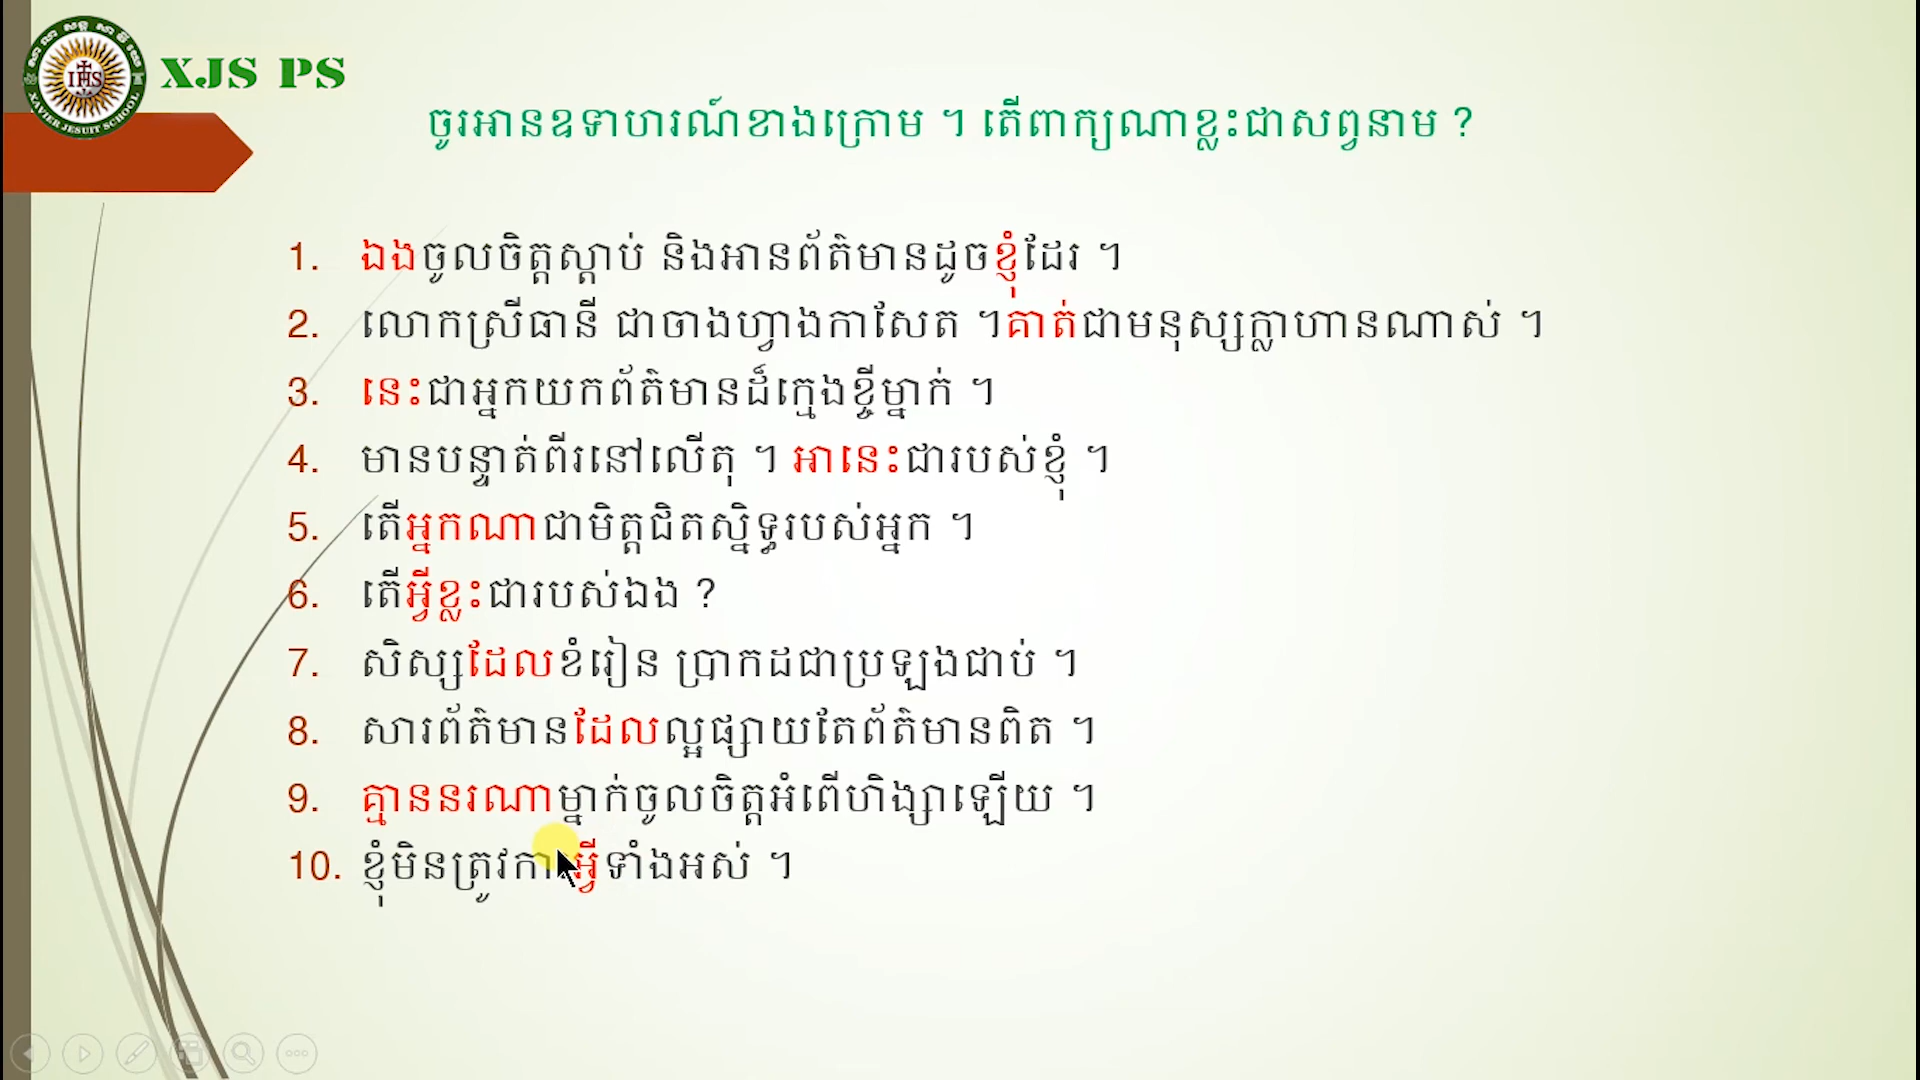 XJS PS
XAVIER JESUIT SCHOOL
IHS
ចូរអានឧទាហរណ៍ខាងក្រោម ។ តើពាក្យណាខ្លះជាសព្វនាម ?
1. ឯងចូលចិត្តស្តាប់ និងអានព័ត៌មានដូចខ្ញុំដែរ ។
2. លោកស្រីធានី ជាចាងហ្វាងកាសែត ។គាត់ជាមនុស្សក្លាហានណាស់ ។
3. នេះជាអ្នកយកព័ត៌មានដ៏ក្មេងខ្ចីម្នាក់ ។
4. មានបន្ទាត់ពីរនៅលើតុ ។ អានេះជារបស់ខ្ញុំ ។
5. តើអ្នកណាជាមិត្តជិតស្និទ្ធរបស់អ្នក ។
6. តើអ្វីខ្លះជារបស់ឯង ?
7. សិស្សដែលខំរៀន ប្រាកដជាប្រឡងជាប់ ។
8. សារព័ត៌មានដែលល្អផ្សាយតែព័ត៌មានពិត ។
9. គ្មាននរណាម្នាក់ចូលចិត្តអំពើហិង្សាឡើយ ។
10. ខ្ញុំមិនត្រូវការអ្វីទាំងអស់ ។